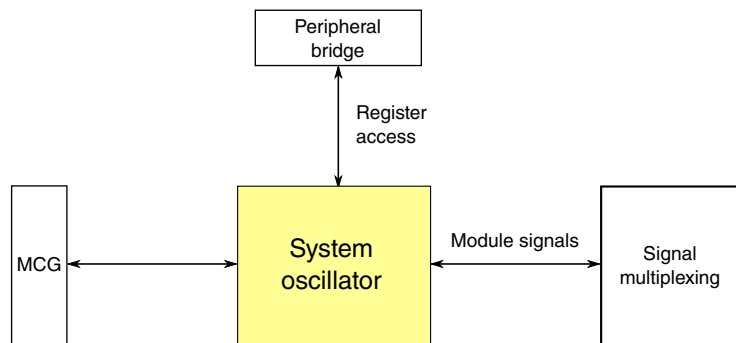 Peripheral
bridge
Register
access
MCG
System
oscillator
Module signals
Signal
multiplexing